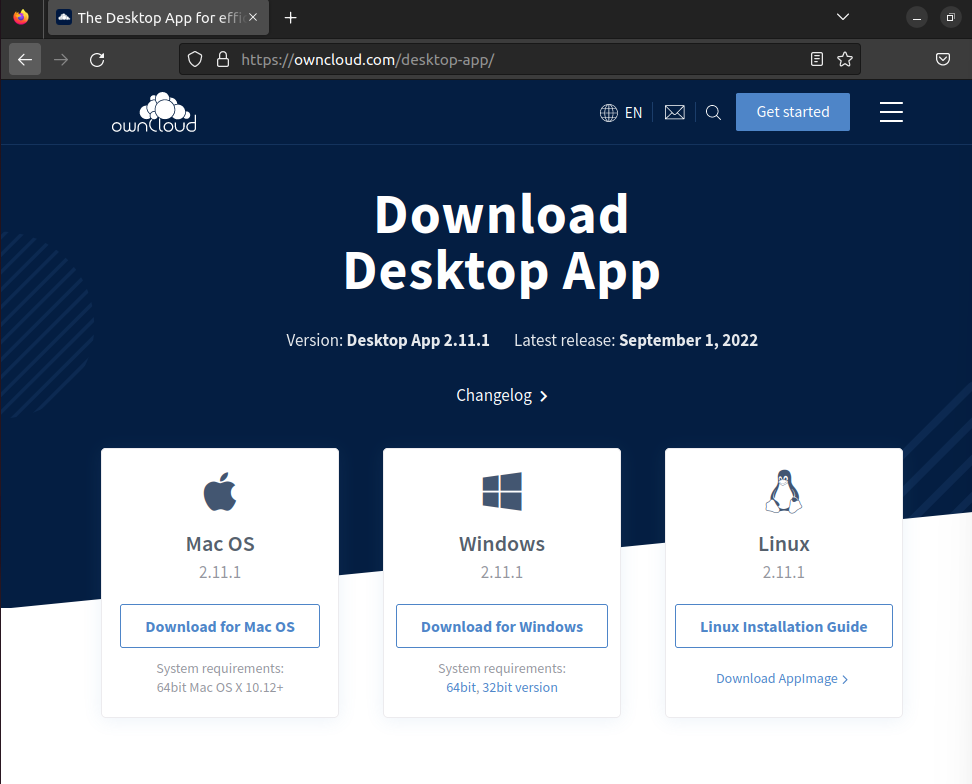 The Desktop App for effi
https://owncloud.com/desktop-app/
ownCloud
EN
Get started
Download
Desktop App
Version: Desktop App 2.11.1 Latest release: September 1, 2022
Changelog
Mac OS
2.11.1
Download for Mac OS
System requirements:
64bit Mac OS X 10.12+
Windows
2.11.1
Download for Windows
System requirements:
64bit, 32bit version
Linux
2.11.1
Linux Installation Guide
Download AppImage